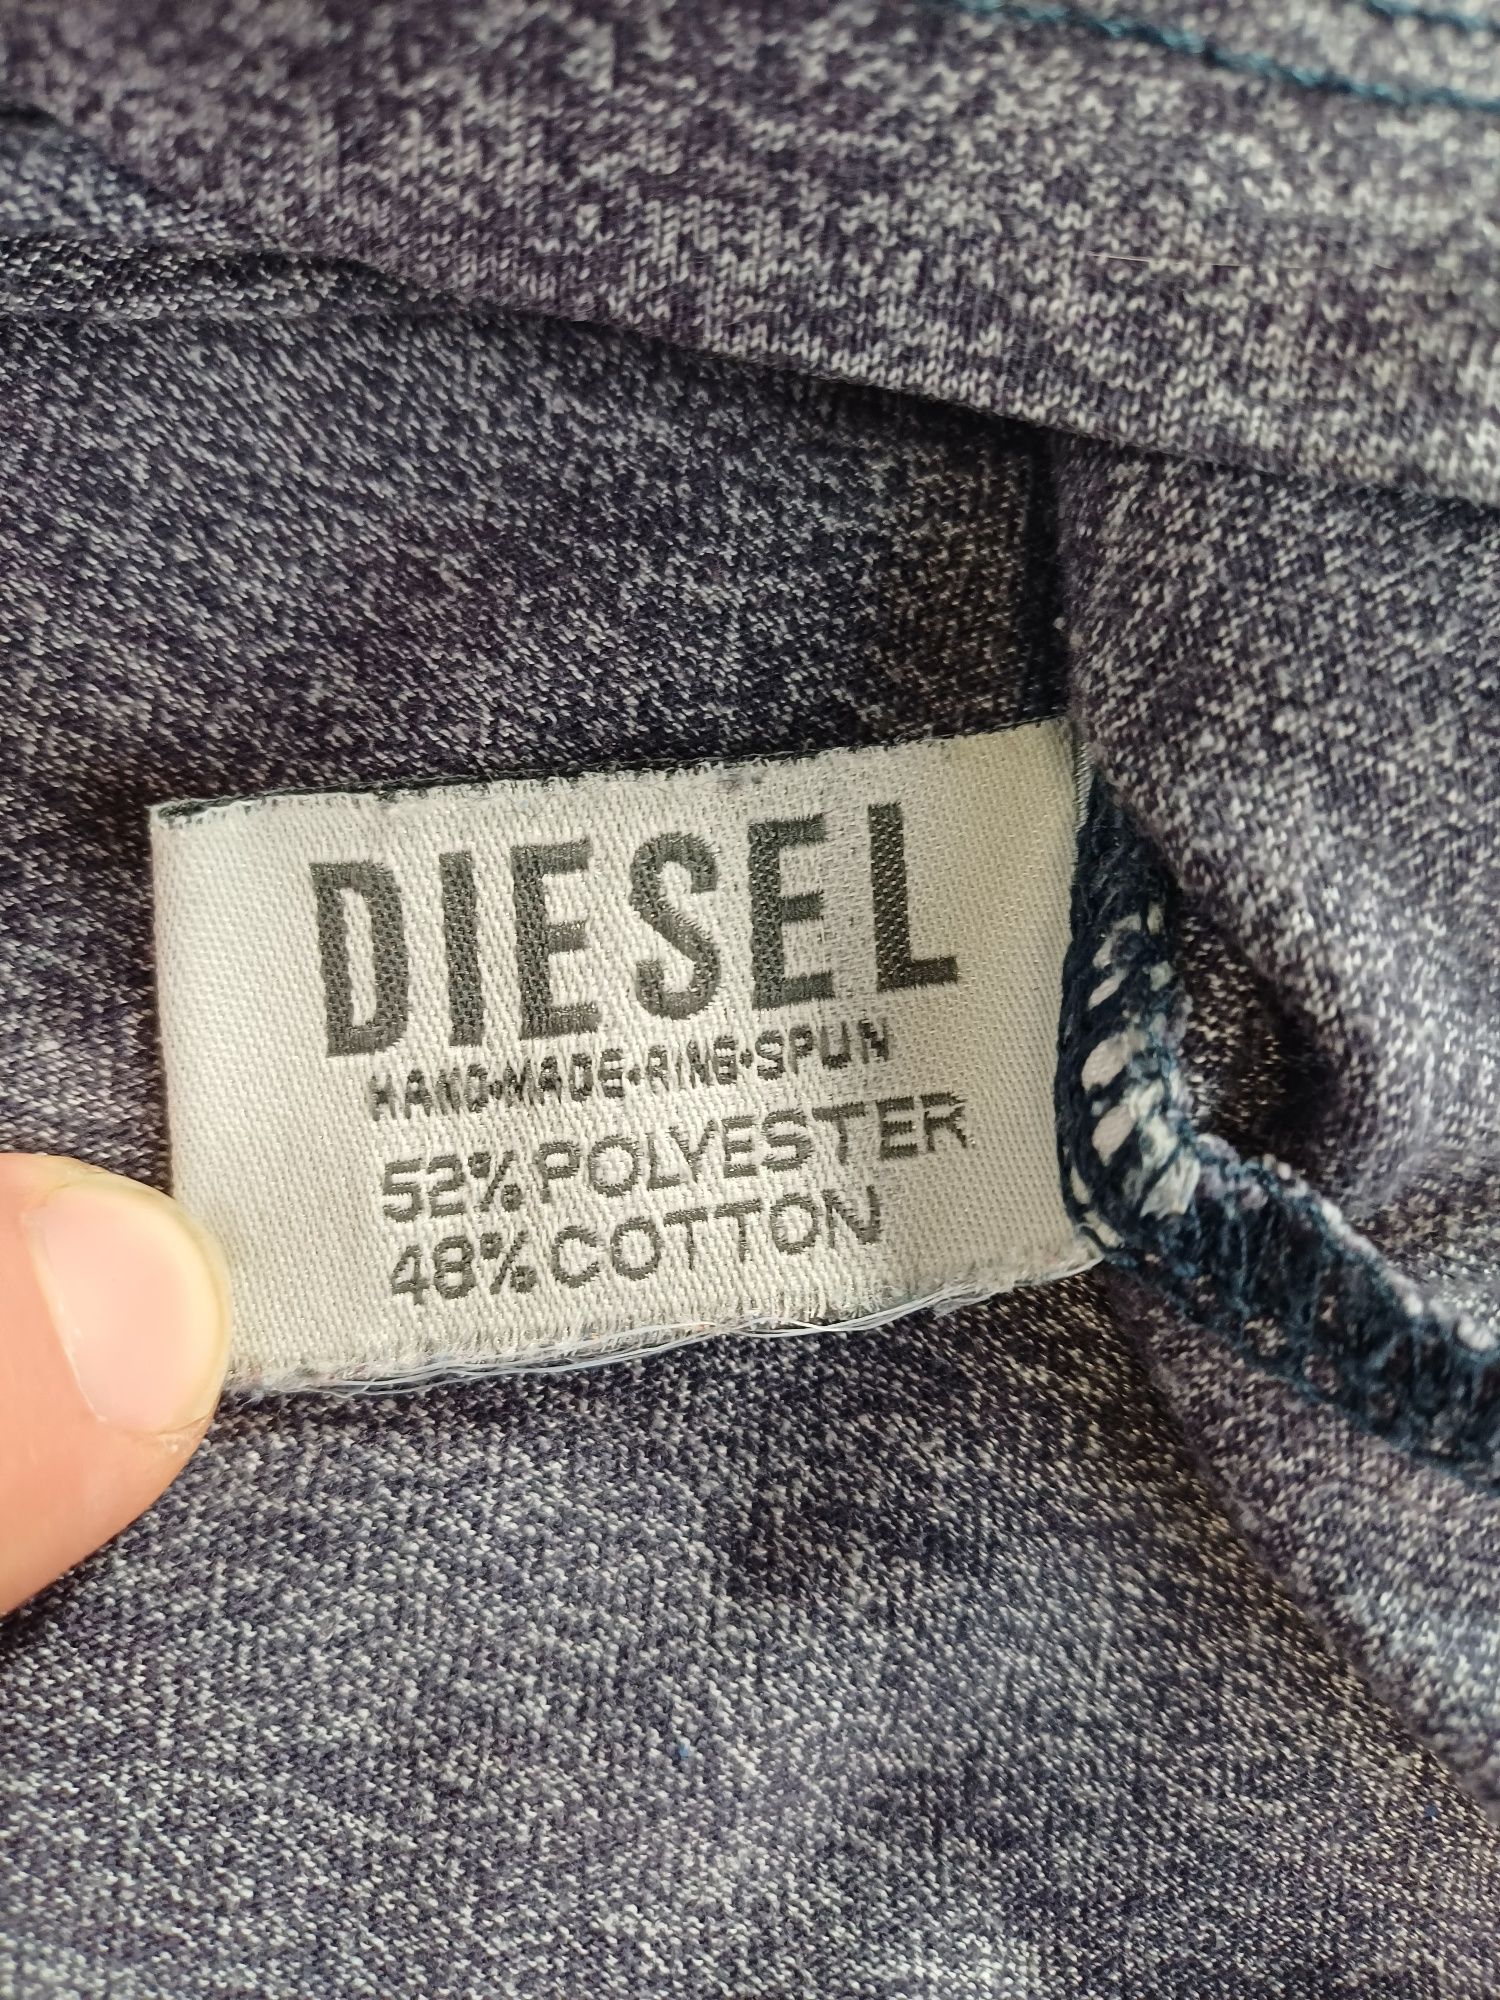 DIESEL
HAND•MADE•RING•SPUN
52% POLYESTER
48% COTTON